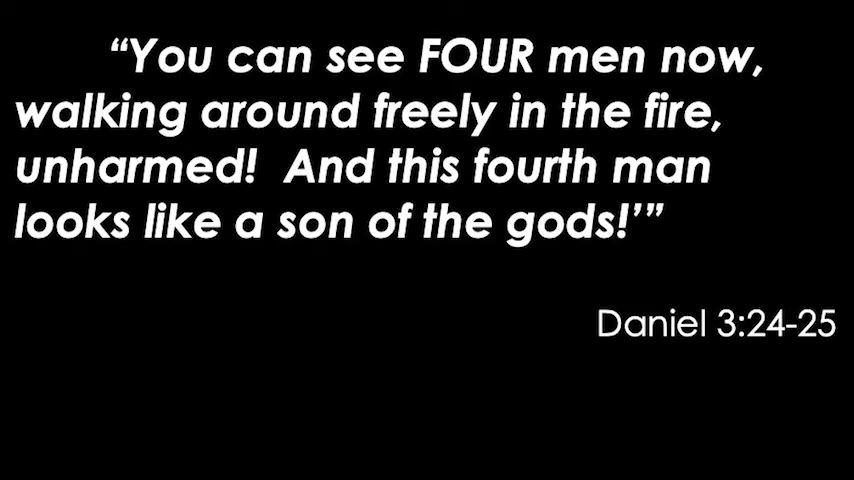 “You can see FOUR men now,
walking around freely in the fire,
unharmed!  And this fourth man
looks like a son of the gods!’”
Daniel 3:24-25